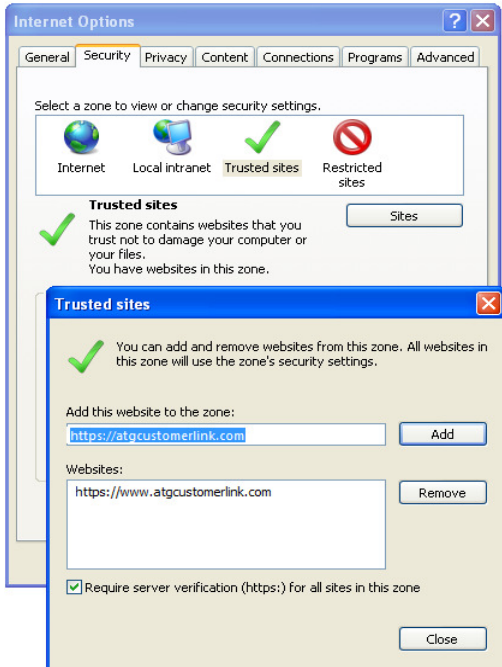 Internet Options
General Security Privacy Content Connections Programs Advanced
Select a zone to view or change security settings.
Internet Local intranet Trusted sites Restricted
sites
Trusted sites
Sites
This zone contains websites that you
trust not to damage your computer or
your files.
You have websites in this zone.
Trusted sites
You can add and remove websites from this zone. All websites in
this zone will use the zone's security settings.
Add this website to the zone:
https://atgcustomerlink.com Add
Websites:
https://www.atgcustomerlink.com Remove
Require server verification (https:) for all sites in this zone
Close